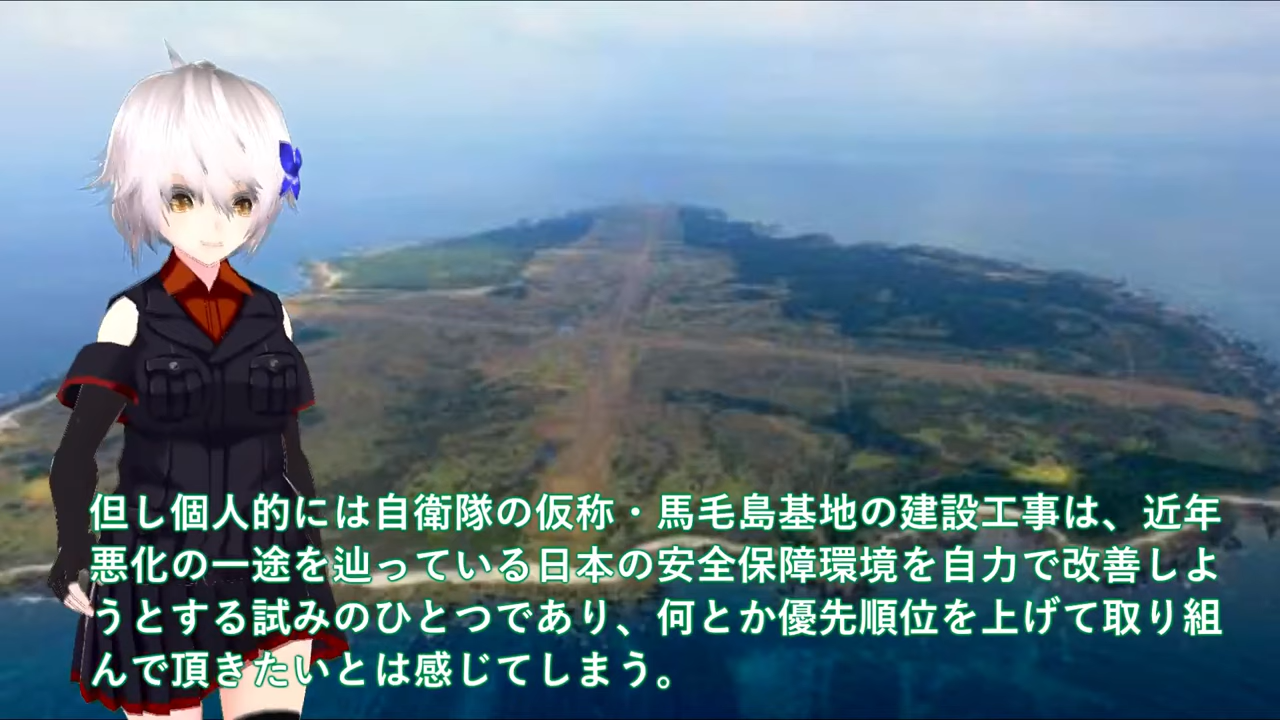 但し個人的には自衛隊の仮称・馬毛島基地の建設工事は、近年
悪化の一途を辿っている日本の安全保障環境を自力で改善しよ
うとする試みのひとつであり、何とか優先順位を上げて取り組
んで頂きたいとは感じてしまう。